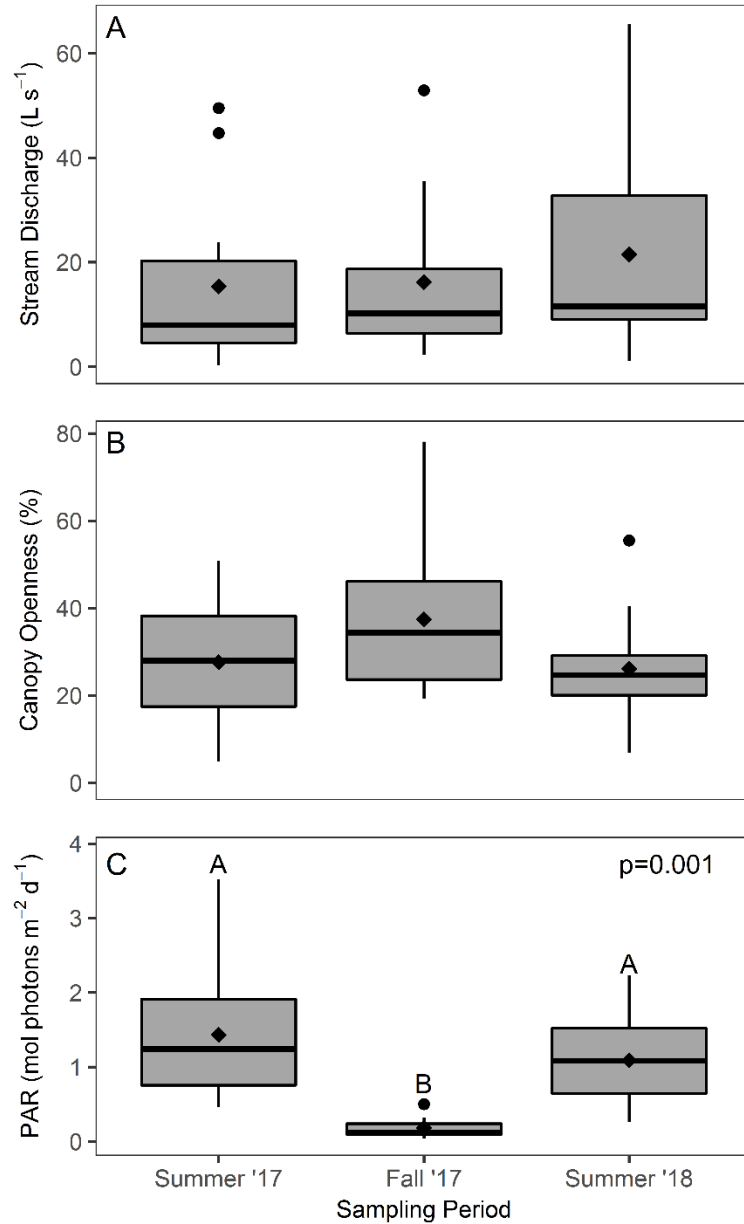 A
Stream Discharge (L s⁻¹)
60
40
20
0
B
Canopy Openness (%)
80
60
40
20
0
C
PAR (mol photons m⁻² d⁻¹)
4
3
2
1
0
A
B
A
p=0.001
Summer '17
Fall '17
Summer '18
Sampling Period